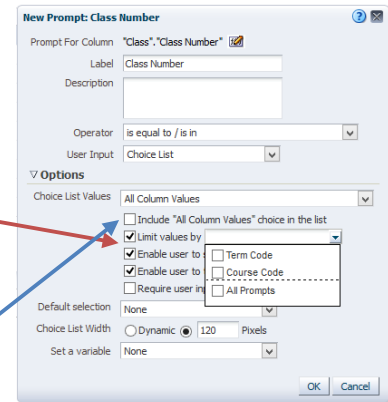 New Prompt: Class Number
Prompt For Column "Class"."Class Number"
Label Class Number
Description
Operator is equal to / is in
User Input Choice List
Options
Choice List Values All Column Values
Include "All Column Values" choice in the list
Limit values by
Enable user to
Term Code
Enable user to
Course Code
Require user
All Prompts
Default selection None
Choice List Width Dynamic 120 Pixels
Set a variable None
OK Cancel